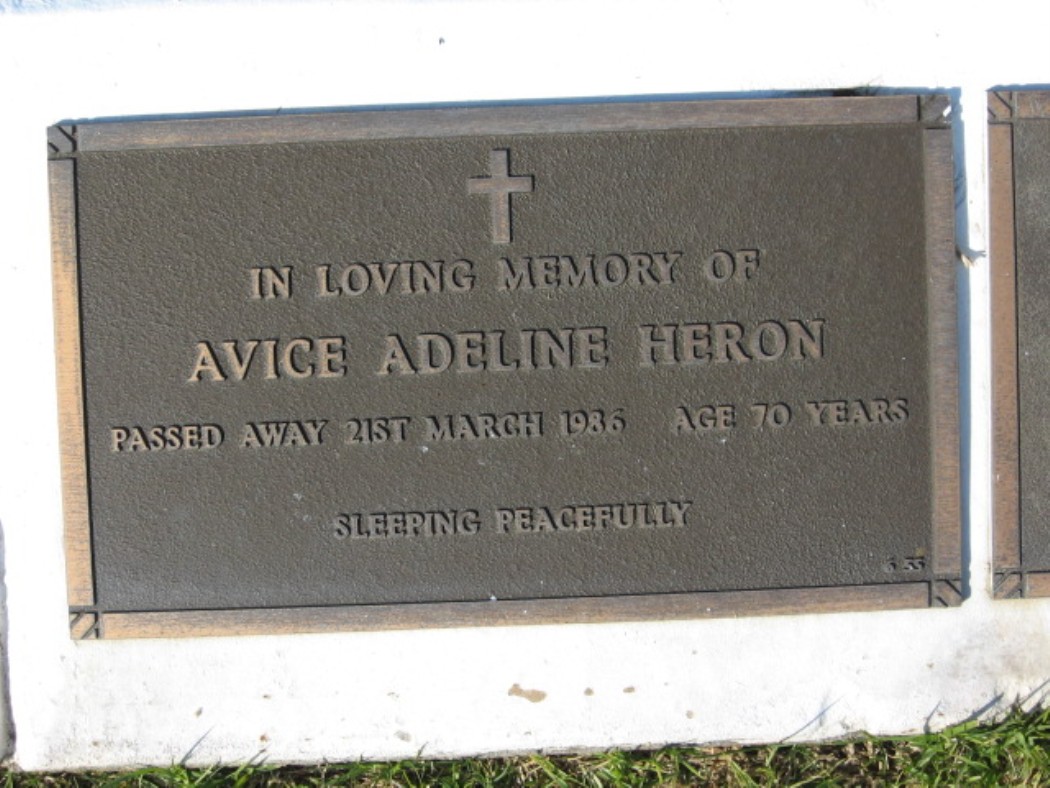 IN LOVING MEMORY OF
AVICE ADELINE HERON
PASSED AWAY 21ST MARCH 1986 AGE 70 YEARS
SLEEPING PEACEFULLY